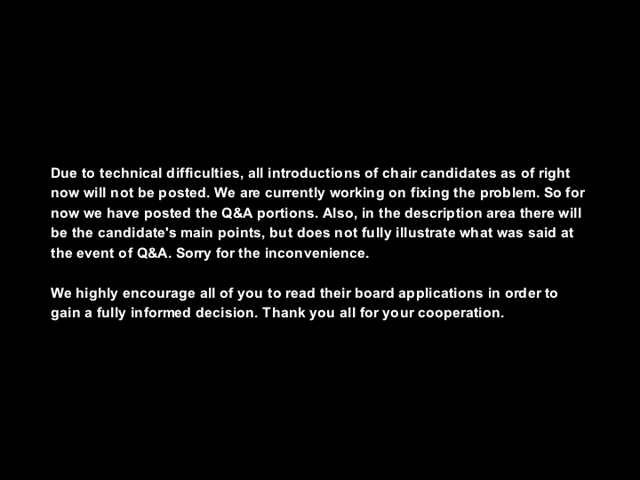 Due to technical difficulties, all introductions of chair candidates as of right
now will not be posted. We are currently working on fixing the problem. So for
now we have posted the Q&A portions. Also, in the description area there will
be the candidate's main points, but does not fully illustrate what was said at
the event of Q&A. Sorry for the inconvenience.
We highly encourage all of you to read their board applications in order to
gain a fully informed decision. Thank you all for your cooperation.